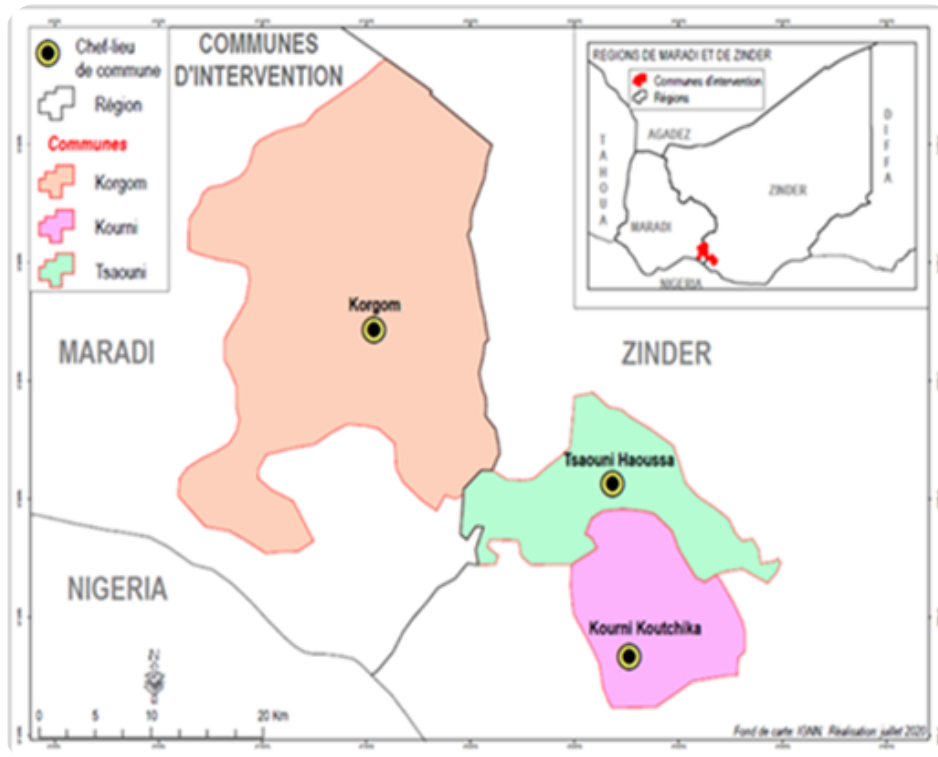 COMMUNES
D'INTERVENTION
Chef-lieu
de commune
Région
Communes
Korgom
Kourni
Tsaouni
REGIONS DE MARADI ET DE ZINDER
Communes d'intervention
Régions
AGADEZ
TAHOUA
DIFFA
ZINDER
MARADI
NIGERIA
Korgom
MARADI
ZINDER
Tsaouni Haoussa
NIGERIA
Kourni Koutchika
0 5 10 20 Km
Fond de carte: IGNN. Réalisation juillet 2020